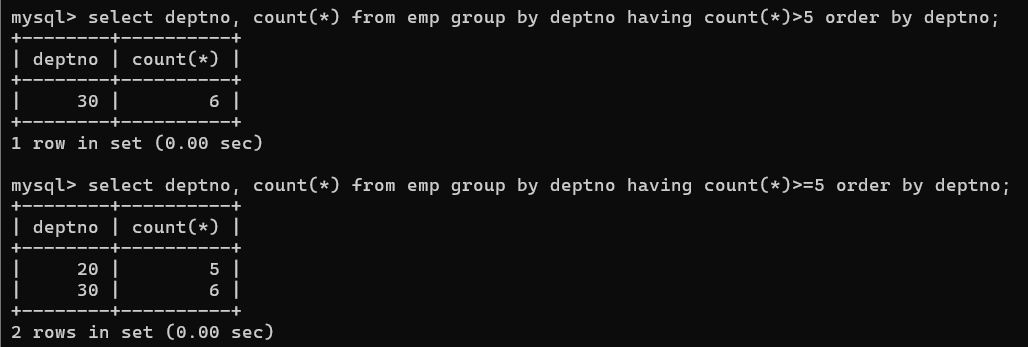 mysql> select deptno, count(*) from emp group by deptno having count(*)>5 order by deptno;
+--------+----------+
| deptno | count(*) |
+--------+----------+
|     30 |        6 |
+--------+----------+
1 row in set (0.00 sec)

mysql> select deptno, count(*) from emp group by deptno having count(*)>=5 order by deptno;
+--------+----------+
| deptno | count(*) |
+--------+----------+
|     20 |        5 |
|     30 |        6 |
+--------+----------+
2 rows in set (0.00 sec)